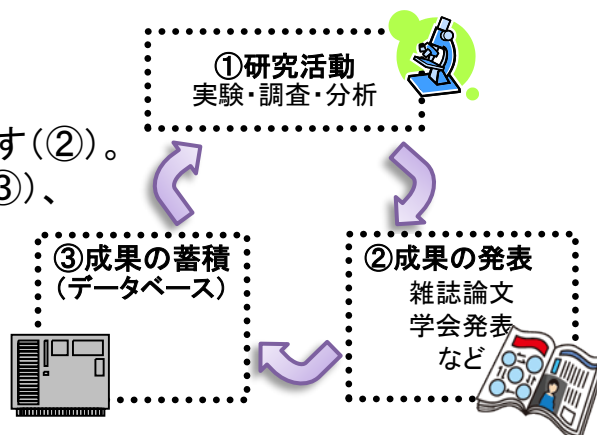 ①研究活動
実験・調査・分析
す(②)。
③)、
③成果の蓄積
(データベース)
②成果の発表
雑誌論文
学会発表
など